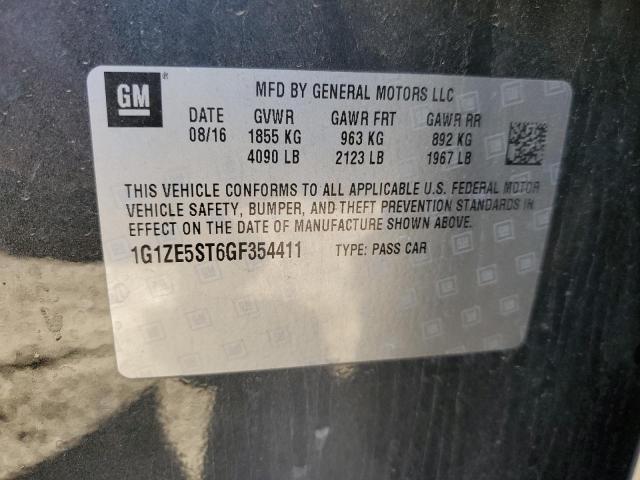 GM ®
MFD BY GENERAL MOTORS LLC
DATE GVWR GAWR FRT GAWR RR
08/16 1855 KG 963 KG 892 KG
4090 LB 2123 LB 1967 LB
THIS VEHICLE CONFORMS TO ALL APPLICABLE U.S. FEDERAL MOTOR
VEHICLE SAFETY, BUMPER, AND THEFT PREVENTION STANDARDS IN
EFFECT ON THE DATE OF MANUFACTURE SHOWN ABOVE.
1G1ZE5ST6GF354411 TYPE: PASS CAR